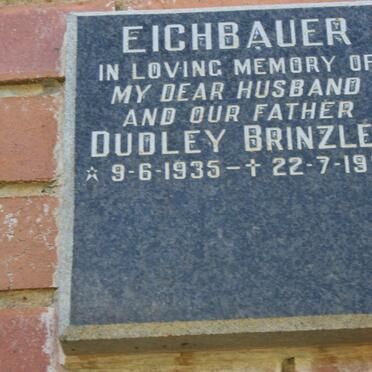 EICHBAUER
IN LOVING MEMORY OF
MY DEAR HUSBAND
AND OUR FATHER
DUDLEY BRINZLE
☆ 9-6-1935 – ✝ 22-7-19